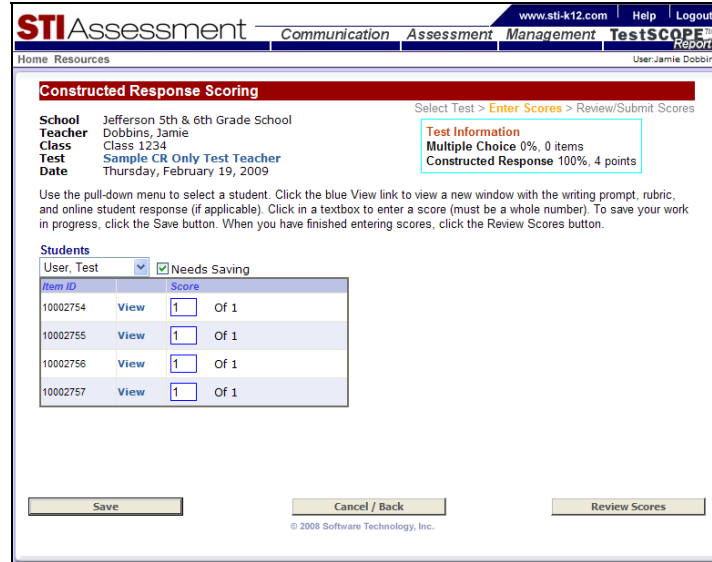 www.sti-k12.com Help Logout
STIAssessment Communication Assessment Management TestSCOPE™
Report
Home Resources User:Jamie Dobbin
Constructed Response Scoring
Select Test > Enter Scores > Review/Submit Scores
School Jefferson 5th & 6th Grade School
Teacher Dobbins, Jamie
Class Class 1234
Test Sample CR Only Test Teacher
Date Thursday, February 19, 2009
Test Information
Multiple Choice 0%, 0 items
Constructed Response 100%, 4 points
Use the pull-down menu to select a student. Click the blue View link to view a new window with the writing prompt, rubric,
and online student response (if applicable). Click in a textbox to enter a score (must be a whole number). To save your work
in progress, click the Save button. When you have finished entering scores, click the Review Scores button.
Students
User, Test Needs Saving
Item ID Score
10002754 View 1 Of 1
10002755 View 1 Of 1
10002756 View 1 Of 1
10002757 View 1 Of 1
Save Cancel / Back Review Scores
© 2008 Software Technology, Inc.